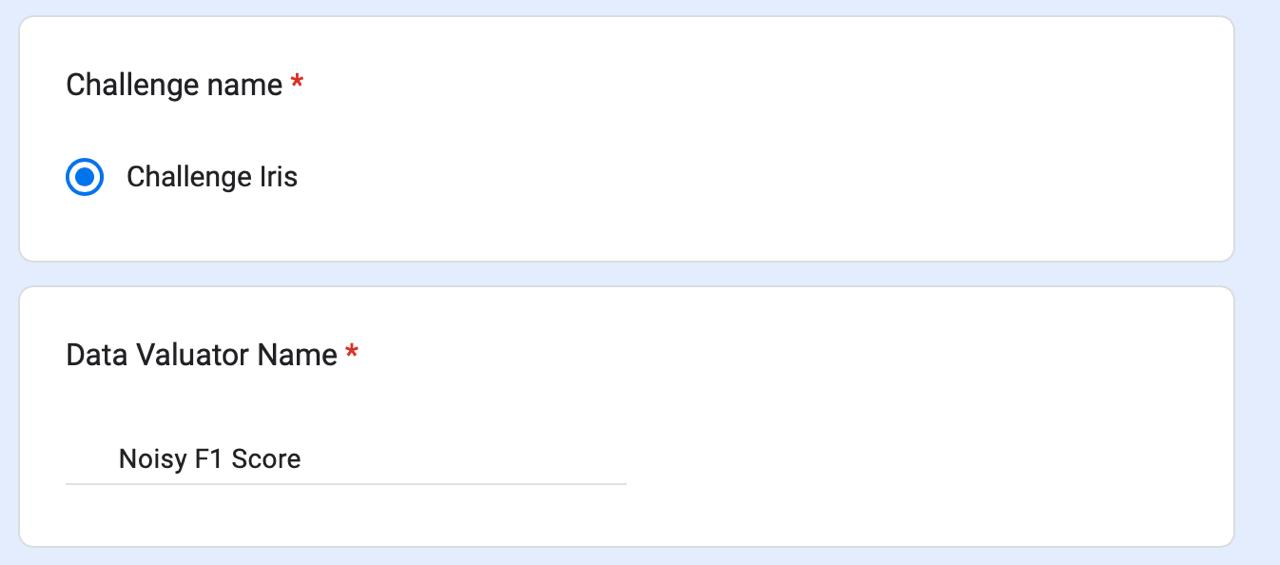 Challenge name *
Challenge Iris
Data Valuator Name *
Noisy F1 Score